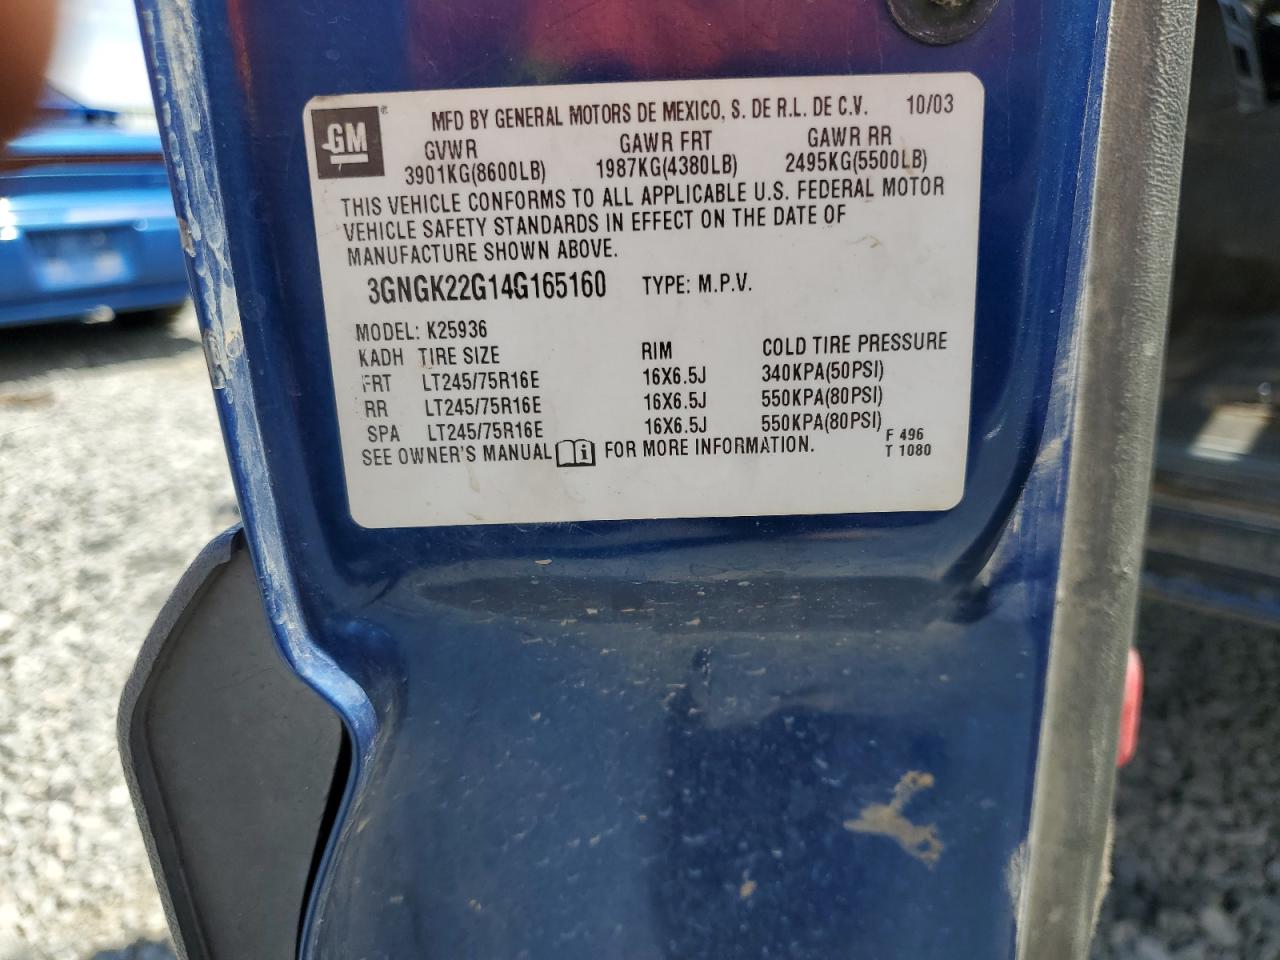 GM ®
MFD BY GENERAL MOTORS DE MEXICO, S. DE R.L. DE C.V. 10/03
GVWR GAWR FRT GAWR RR
3901KG(8600LB) 1987KG(4380LB) 2495KG(5500LB)
THIS VEHICLE CONFORMS TO ALL APPLICABLE U.S. FEDERAL MOTOR
VEHICLE SAFETY STANDARDS IN EFFECT ON THE DATE OF
MANUFACTURE SHOWN ABOVE.
3GNGK22G14G165160 TYPE: M.P.V.
MODEL: K25936
KADH TIRE SIZE RIM COLD TIRE PRESSURE
FRT LT245/75R16E 16X6.5J 340KPA(50PSI)
RR LT245/75R16E 16X6.5J 550KPA(80PSI)
SPA LT245/75R16E 16X6.5J 550KPA(80PSI)
SEE OWNER'S MANUAL i FOR MORE INFORMATION. F 496
T 1080